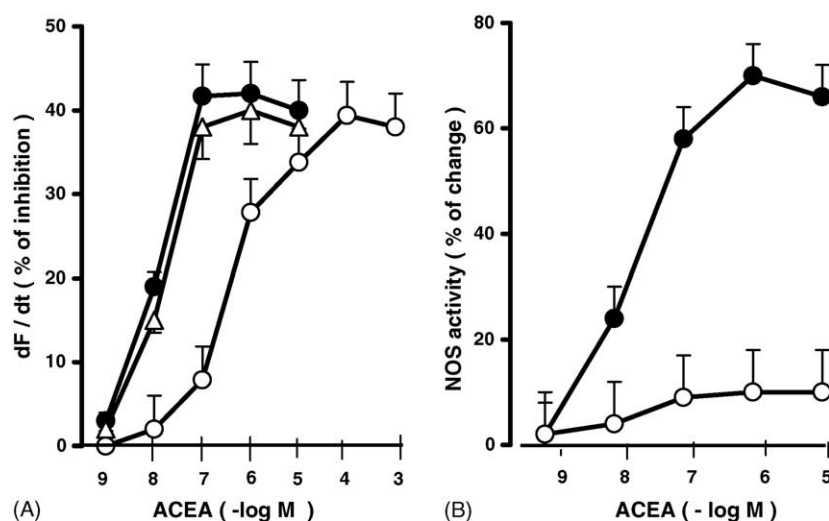 50
40
30
20
10
0
dF / dt ( % of inhibition )
9 8 7 6 5 4 3
(A) ACEA ( -log M )
B)
80
60
40
20
0
NOS activity ( % of change )
9 8 7 6 5
(B) ACEA ( - log M )